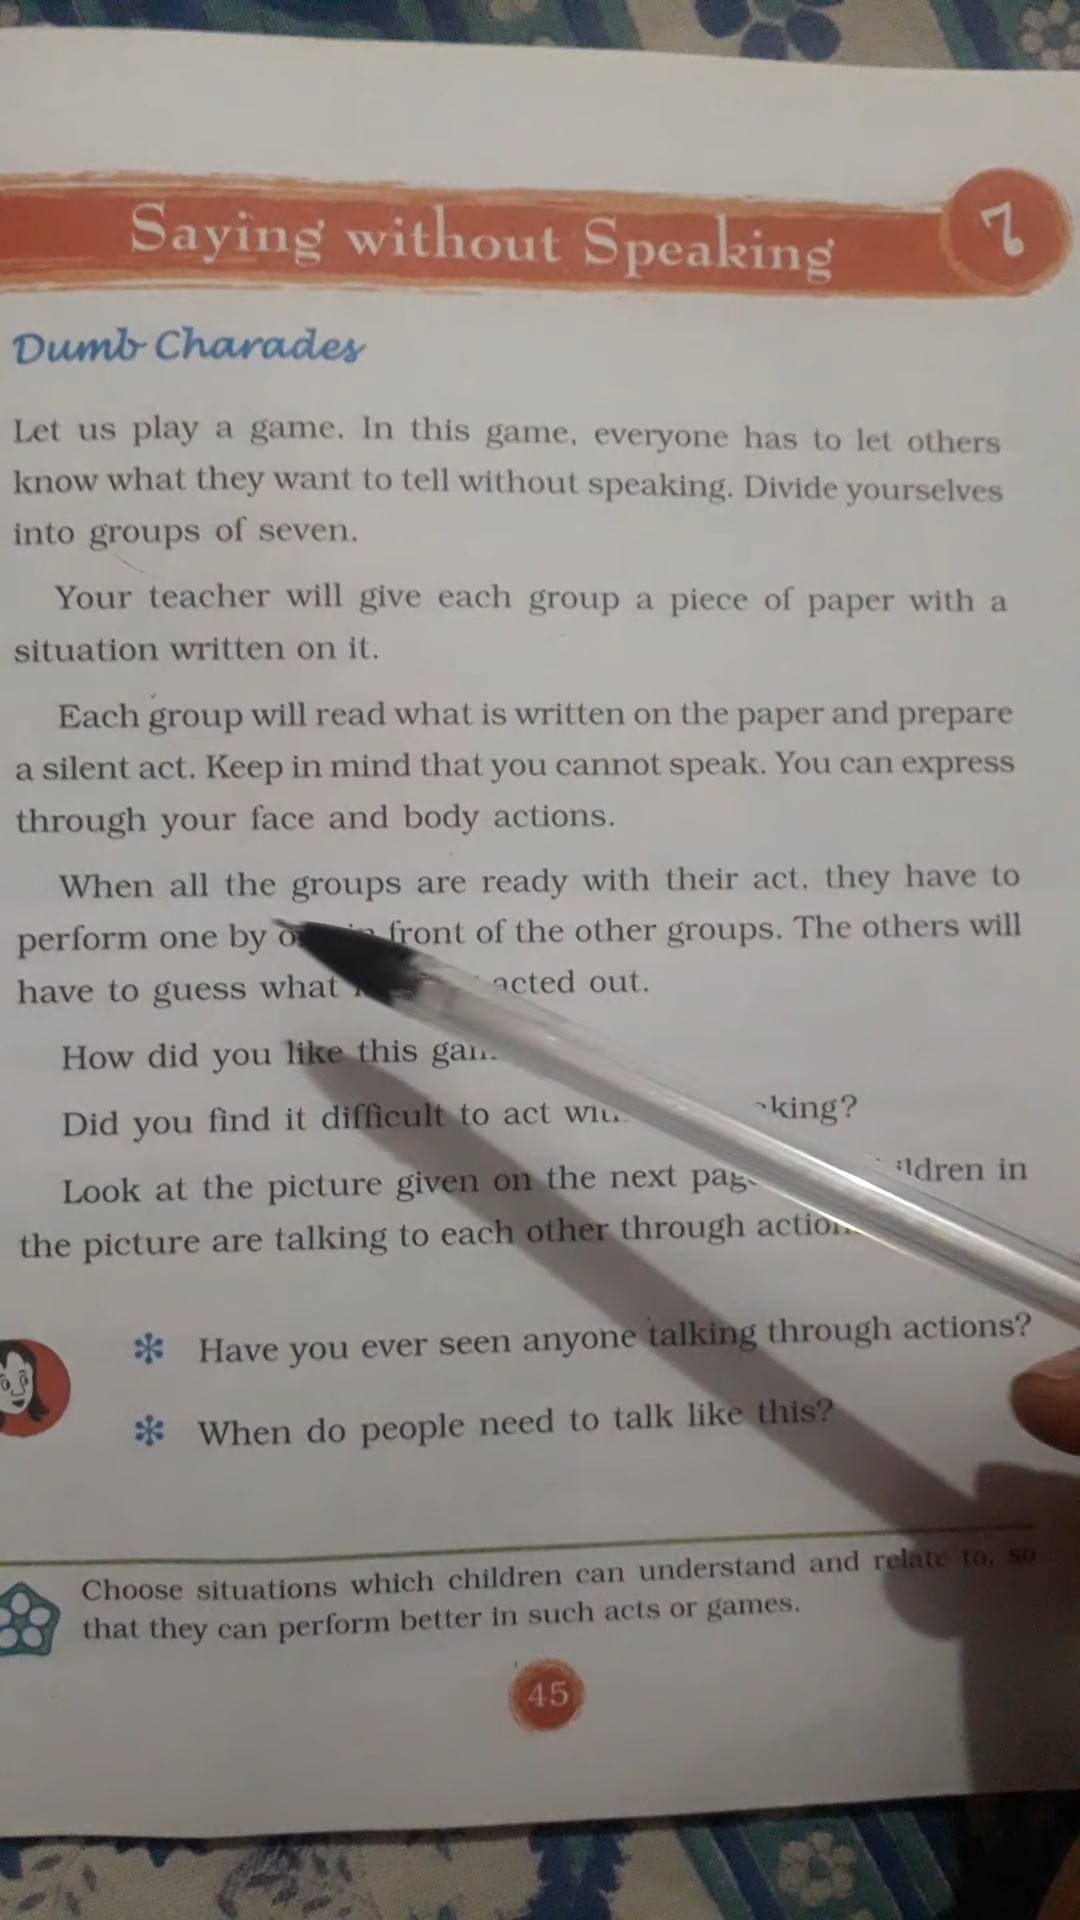 Saying without Speaking
7
Dumb Charades
Let us play a game. In this game, everyone has to let others
know what they want to tell without speaking. Divide yourselves
into groups of seven.
Your teacher will give each group a piece of paper with a
situation written on it.
Each group will read what is written on the paper and prepare
a silent act. Keep in mind that you cannot speak. You can express
through your face and body actions.
When all the groups are ready with their act, they have to
perform one by front of the other groups. The others will
have to guess what acted out.
How did you like this
Did you find it difficult to act
Look at the picture given on the next in
the picture are talking to each other through
Have you ever seen anyone talking through actions?
When do people need to talk like this?
Choose situations which children can understand and relate to, so
that they can perform better in such acts or games.
45